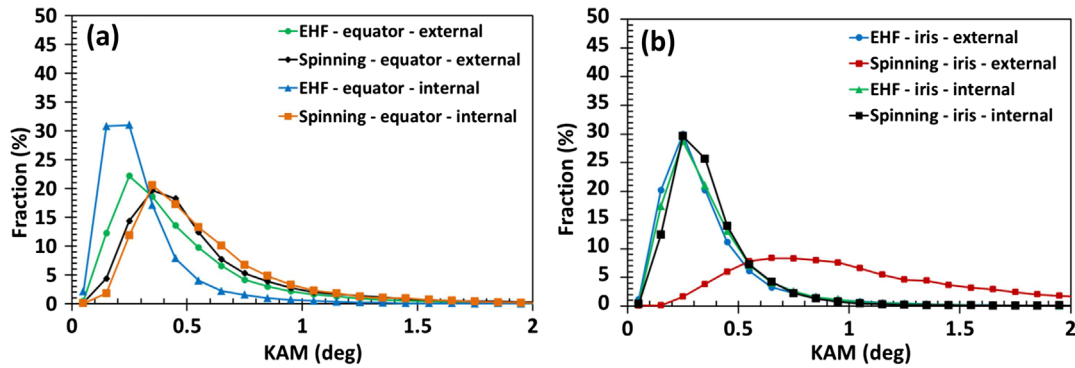 (a)
EHF - equator - external
Spinning - equator - external
EHF - equator - internal
Spinning - equator - internal
50
45
40
35
30
25
20
15
10
5
0
Fraction (%)
0
0.5
1
1.5
2
KAM (deg)
(b)
EHF - iris - external
Spinning - iris - external
EHF - iris - internal
Spinning - iris - internal
50
45
40
35
30
25
20
15
10
5
0
Fraction (%)
0
0.5
1
1.5
2
KAM (deg)